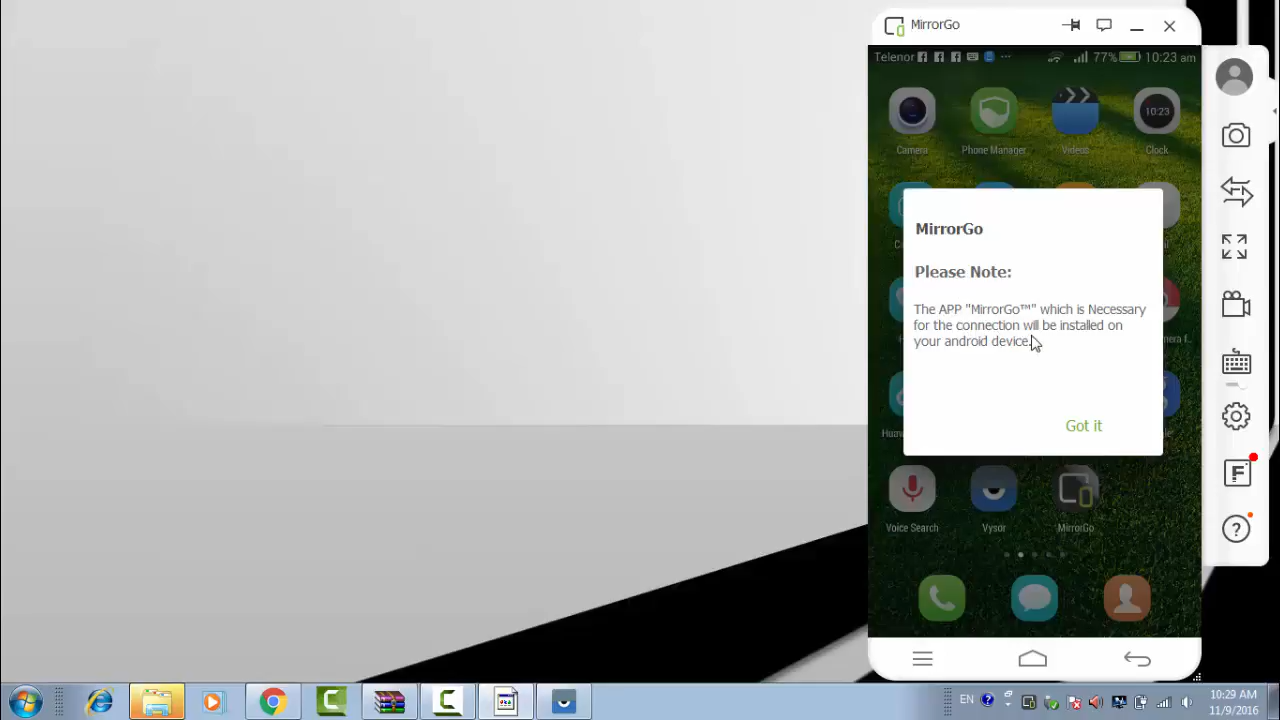 MirrorGo
Telenor 77% 10:23 am
10:23
Camera Phone Manager Videos Clock
MirrorGo
Please Note:
The APP "MirrorGo™" which is Necessary
for the connection will be installed on
your android device.
Got it
Voice Search Vysor MirrorGo
F
?
EN ? 10:29 AM
11/9/2016